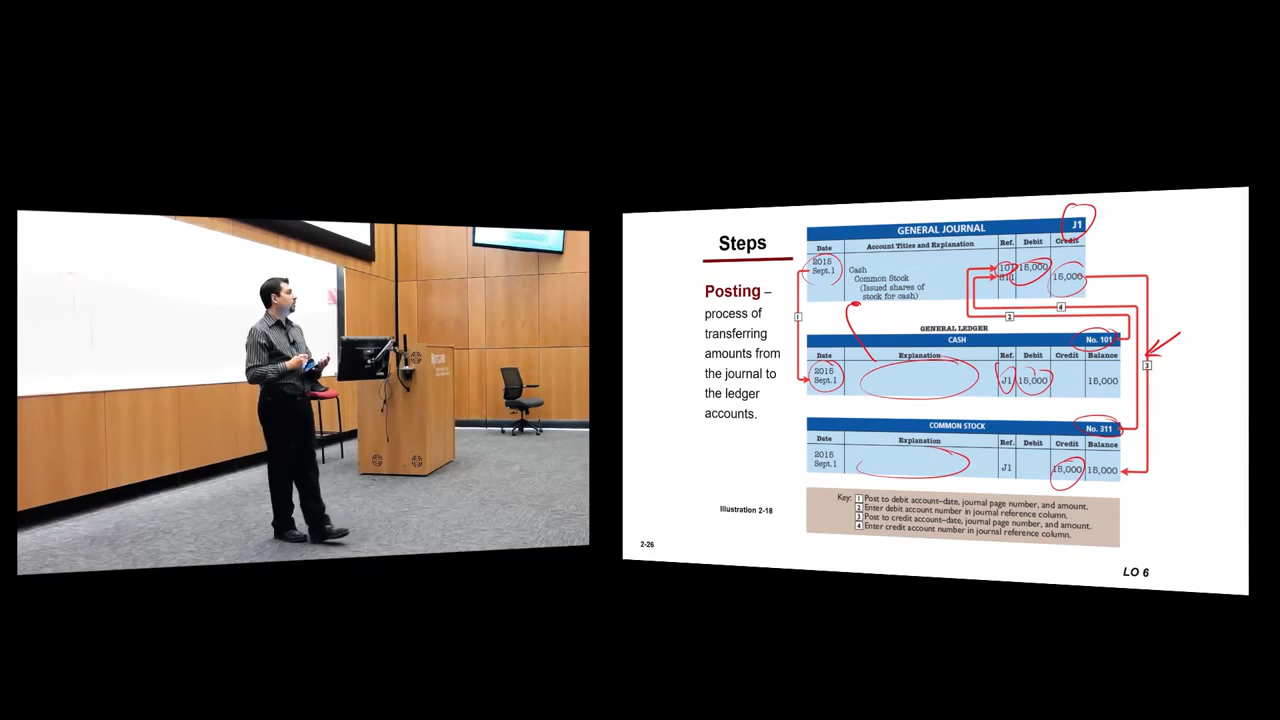 Steps
Posting –
process of
transferring
amounts from
the journal to
the ledger
accounts.
Illustration 2-18
2-26
GENERAL JOURNAL J1
Date Account Titles and Explanation Ref. Debit Credit
2015
Sept.1 Cash 101 15,000
Common Stock 311 15,000
(Issued shares of
stock for cash)
1 2 4 3
GENERAL LEDGER
CASH No. 101
Date Explanation Ref. Debit Credit Balance
2015
Sept.1 J1 15,000 15,000
COMMON STOCK No. 311
Date Explanation Ref. Debit Credit Balance
2015
Sept.1 J1 15,000 15,000
Key: 1 Post to debit account–date, journal page number, and amount.
2 Enter debit account number in journal reference column.
3 Post to credit account–date, journal page number, and amount.
4 Enter credit account number in journal reference column.
LO 6